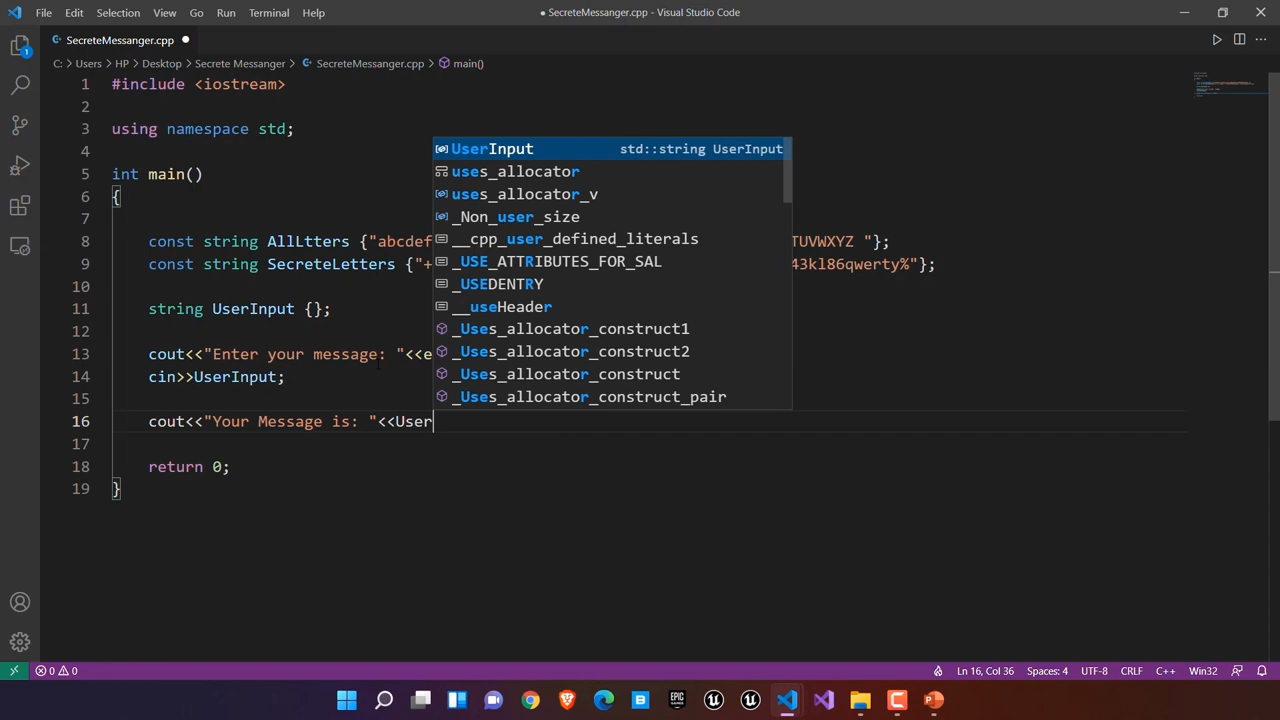 File Edit Selection View Go Run Terminal Help
● SecreteMessanger.cpp - Visual Studio Code
SecreteMessanger.cpp ●
C: > Users > HP > Desktop > Secrete Messanger > SecreteMessanger.cpp > main()
1 #include <iostream>
2
3 using namespace std;
4
5 int main()
6 {
7
8 const string AllLtters {"abcdef TUVWXYZ "};
9 const string SecreteLetters {"+ 43kl86qwerty%"};
10
11 string UserInput {};
12
13 cout<<"Enter your message: "<<e
14 cin>>UserInput;
15
16 cout<<"Your Message is: "<<User
17
18 return 0;
19 }
UserInput std::string UserInput
uses_allocator
uses_allocator_v
_Non_user_size
__cpp_user_defined_literals
_USE_ATTRIBUTES_FOR_SAL
_USEDENTRY
__useHeader
_Uses_allocator_construct1
_Uses_allocator_construct2
_Uses_allocator_construct
_Uses_allocator_construct_pair
1
0 0
Ln 16, Col 36 Spaces: 4 UTF-8 CRLF C++ Win32